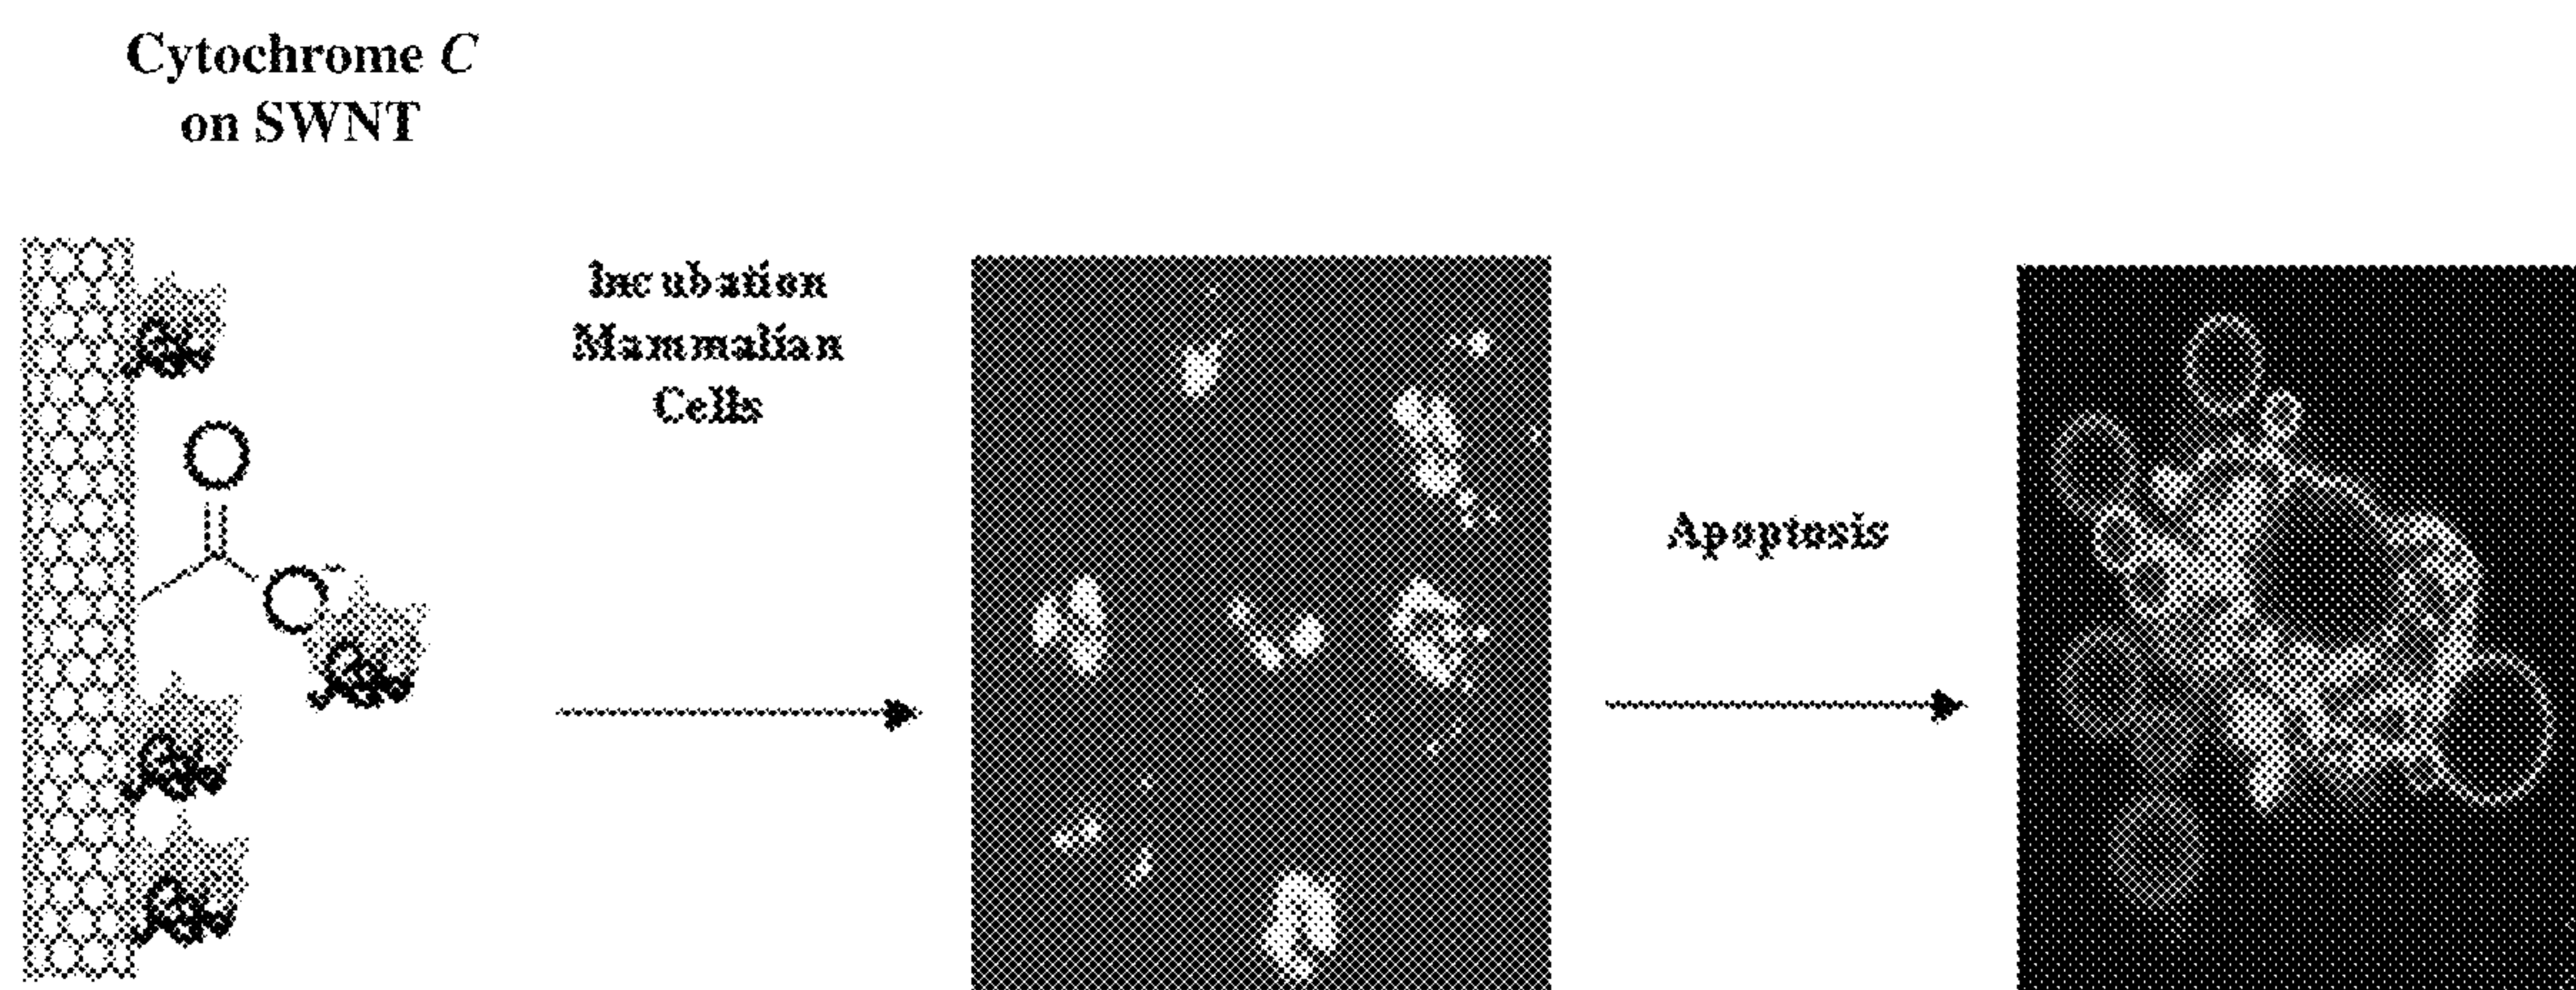 Cytochrome C
on SWNT
Incubation
Mammalian
Cells
O
O
Apoptosis